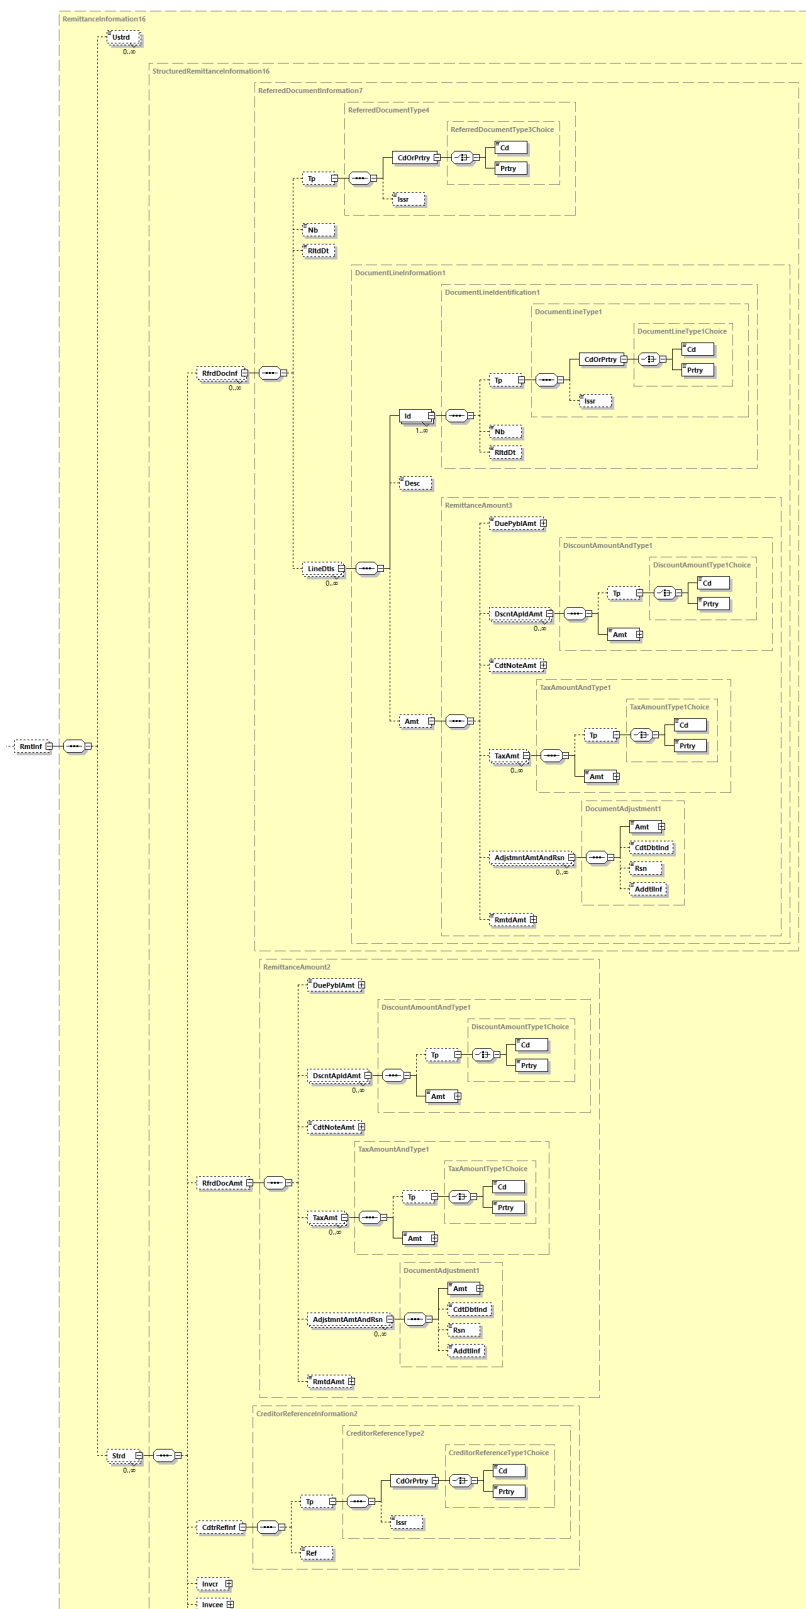 RemittanceInformation16
Ustrd
0..∞
StructuredRemittanceInformation16
ReferredDocumentInformation7
ReferredDocumentType4
ReferredDocumentType3Choice
Cd
CdOrPrtry
Prtry
Tp
Issr
Nb
RltdDt
DocumentLineInformation1
DocumentLineIdentification1
DocumentLineType1
DocumentLineType1Choice
Cd
CdOrPrtry
Prtry
RfrdDocInf
0..∞
Tp
Issr
Id
1..∞
Nb
RltdDt
Desc
RemittanceAmount3
DuePyblAmt
DiscountAmountAndType1
DiscountAmountType1Choice
LineDtls
0..∞
Cd
Tp
Prtry
DscntApldAmt
0..∞
Amt
CdtNoteAmt
TaxAmountAndType1
TaxAmountType1Choice
Amt
Cd
Tp
Prtry
RmtInf
TaxAmt
0..∞
Amt
DocumentAdjustment1
Amt
CdtDbtInd
AdjstmntAmtAndRsn
0..∞
Rsn
AddtlInf
RmtdAmt
RemittanceAmount2
DuePyblAmt
DiscountAmountAndType1
DiscountAmountType1Choice
Cd
Tp
Prtry
DscntApldAmt
0..∞
Amt
CdtNoteAmt
TaxAmountAndType1
TaxAmountType1Choice
RfrdDocAmt
Cd
Tp
Prtry
TaxAmt
0..∞
Amt
DocumentAdjustment1
Amt
CdtDbtInd
AdjstmntAmtAndRsn
0..∞
Rsn
AddtlInf
RmtdAmt
CreditorReferenceInformation2
CreditorReferenceType2
CreditorReferenceType1Choice
Strd
0..∞
Cd
CdOrPrtry
Prtry
Tp
Issr
CdtrRefInf
Ref
Invcr
Invcee